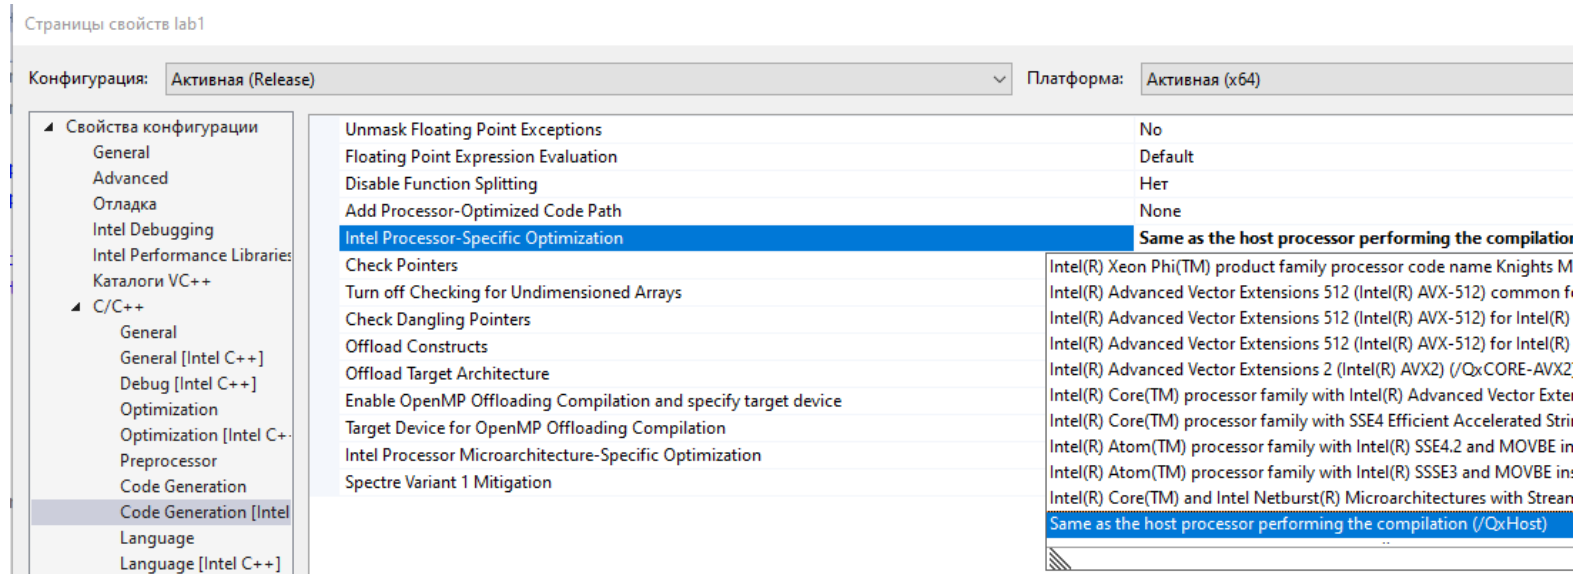 Страницы свойств lab1
Конфигурация: Активная (Release) Платформа: Активная (x64)
Свойства конфигурации
General
Advanced
Отладка
Intel Debugging
Intel Performance Libraries
Каталоги VC++
C/C++
General
General [Intel C++]
Debug [Intel C++]
Optimization
Optimization [Intel C+
Preprocessor
Code Generation
Code Generation [Intel
Language
Language [Intel C++]
Unmask Floating Point Exceptions No
Floating Point Expression Evaluation Default
Disable Function Splitting Нет
Add Processor-Optimized Code Path None
Intel Processor-Specific Optimization Same as the host processor performing the compilation
Check Pointers
Turn off Checking for Undimensioned Arrays
Check Dangling Pointers
Offload Constructs
Offload Target Architecture
Enable OpenMP Offloading Compilation and specify target device
Target Device for OpenMP Offloading Compilation
Intel Processor Microarchitecture-Specific Optimization
Spectre Variant 1 Mitigation
Intel(R) Xeon Phi(TM) product family processor code name Knights M
Intel(R) Advanced Vector Extensions 512 (Intel(R) AVX-512) common f
Intel(R) Advanced Vector Extensions 512 (Intel(R) AVX-512) for Intel(R)
Intel(R) Advanced Vector Extensions 512 (Intel(R) AVX-512) for Intel(R)
Intel(R) Advanced Vector Extensions 2 (Intel(R) AVX2) (/QxCORE-AVX2)
Intel(R) Core(TM) processor family with Intel(R) Advanced Vector Exte
Intel(R) Core(TM) processor family with SSE4 Efficient Accelerated Stri
Intel(R) Atom(TM) processor family with Intel(R) SSE4.2 and MOVBE in
Intel(R) Atom(TM) processor family with Intel(R) SSSE3 and MOVBE ins
Intel(R) Core(TM) and Intel Netburst(R) Microarchitectures with Stream
Same as the host processor performing the compilation (/QxHost)